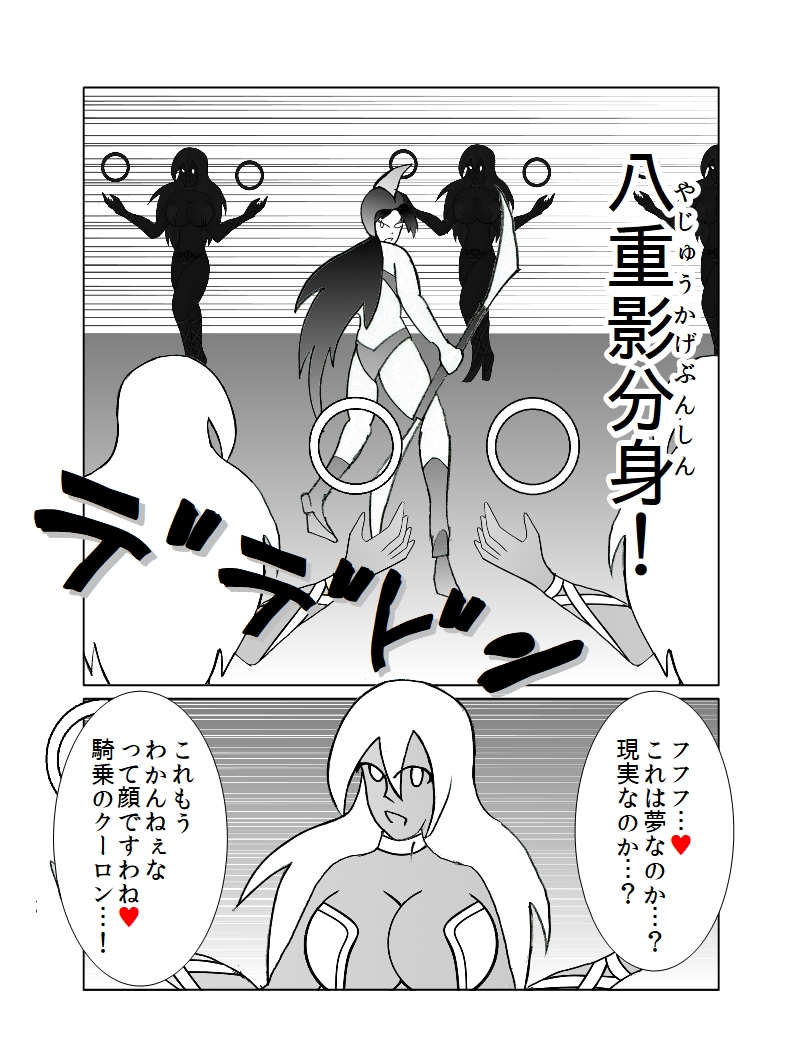 八重影分身！
やじゅうかげぶんしん
デデドン
フフフ…♥
これは夢なのか…？
現実なのか…？
これもう
わかんねぇな
って顔ですわね♥
騎乗のクーロン…！